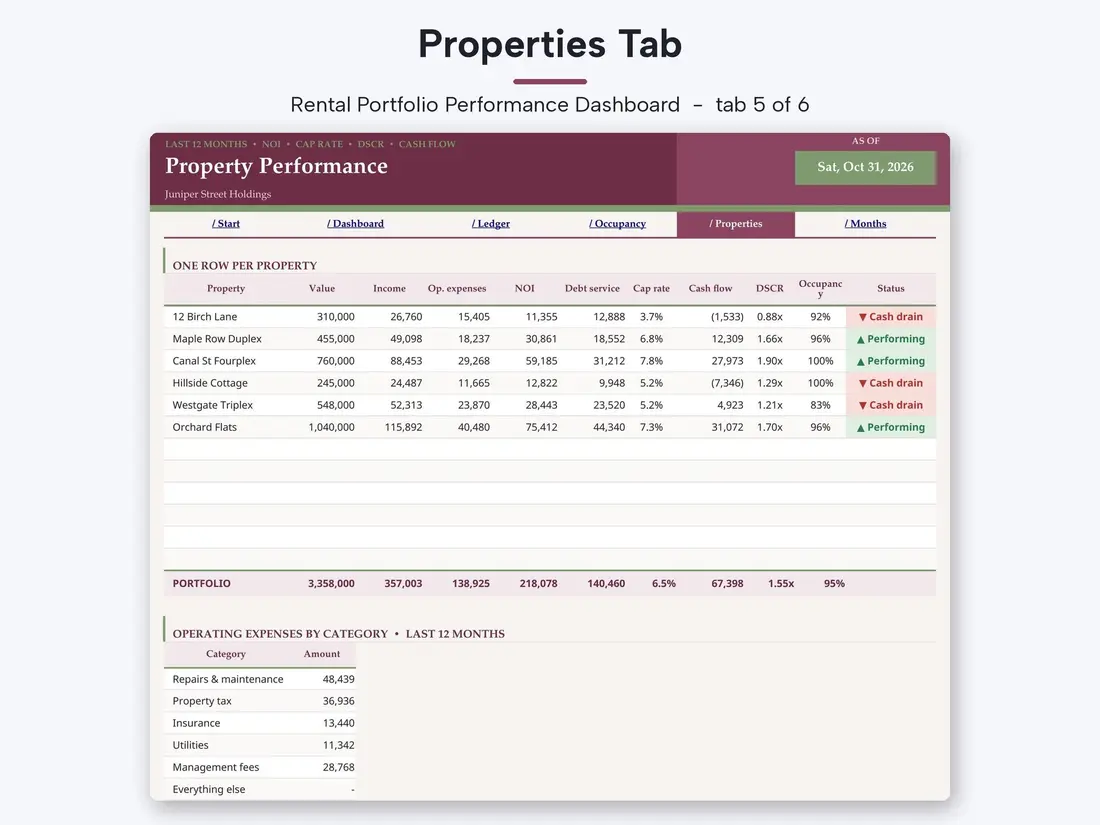 Properties Tab
Rental Portfolio Performance Dashboard - tab 5 of 6
LAST 12 MONTHS • NOI • CAP RATE • DSCR • CASH FLOW
AS OF
Property Performance
Sat, Oct 31, 2026
Juniper Street Holdings
/ Start / Dashboard / Ledger / Occupancy / Properties / Months
ONE ROW PER PROPERTY
Property Value Income Op. expenses NOI Debt service Cap rate Cash flow DSCR Occupanc
y Status
12 Birch Lane 310,000 26,760 15,405 11,355 12,888 3.7% (1,533) 0.88x 92% ▼ Cash drain
Maple Row Duplex 455,000 49,098 18,237 30,861 18,552 6.8% 12,309 1.66x 96% ▲ Performing
Canal St Fourplex 760,000 88,453 29,268 59,185 31,212 7.8% 27,973 1.90x 100% ▲ Performing
Hillside Cottage 245,000 24,487 11,665 12,822 9,948 5.2% (7,346) 1.29x 100% ▼ Cash drain
Westgate Triplex 548,000 52,313 23,870 28,443 23,520 5.2% 4,923 1.21x 83% ▼ Cash drain
Orchard Flats 1,040,000 115,892 40,480 75,412 44,340 7.3% 31,072 1.70x 96% ▲ Performing
PORTFOLIO 3,358,000 357,003 138,925 218,078 140,460 6.5% 67,398 1.55x 95%
OPERATING EXPENSES BY CATEGORY • LAST 12 MONTHS
Category Amount
Repairs & maintenance 48,439
Property tax 36,936
Insurance 13,440
Utilities 11,342
Management fees 28,768
Everything else -